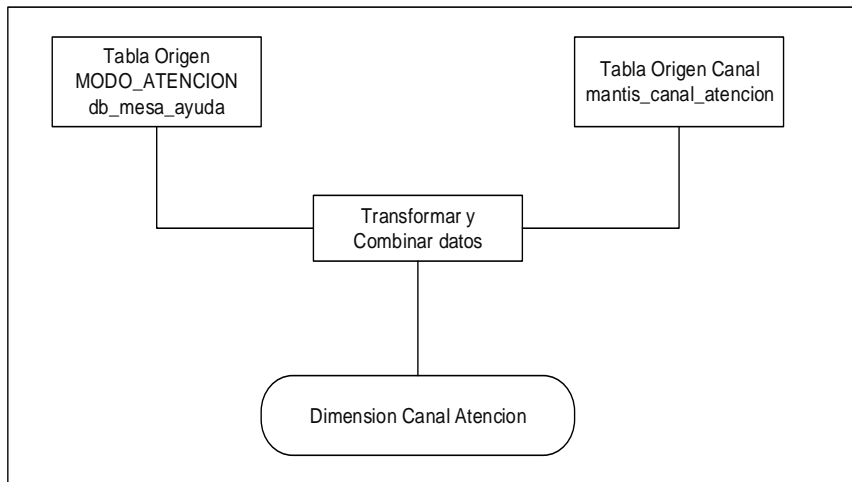 Tabla Origen
MODO_ATENCION
db_mesa_ayuda
Tabla Origen Canal
mantis_canal_atencion
Transformar y
Combinar datos
Dimension Canal Atencion